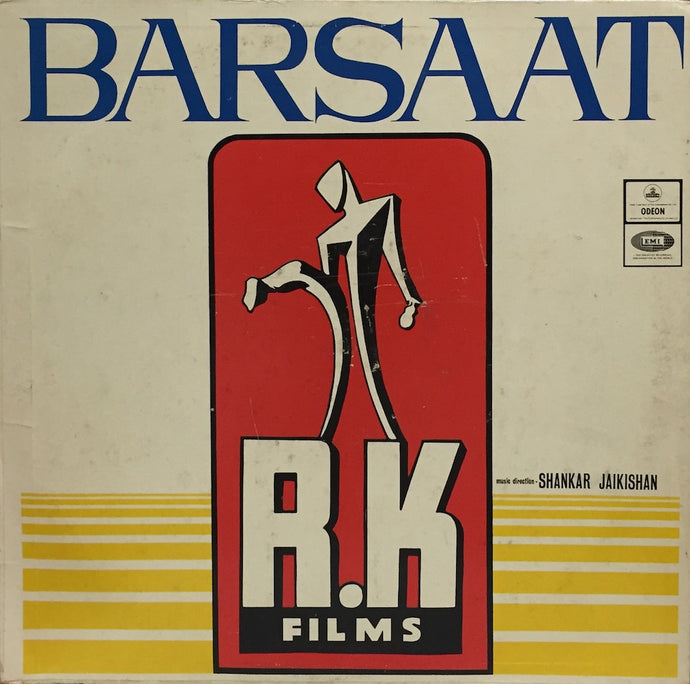 BARSAAT
ODEON
EMI
music direction - SHANKAR JAIKISHAN
R.K
FILMS